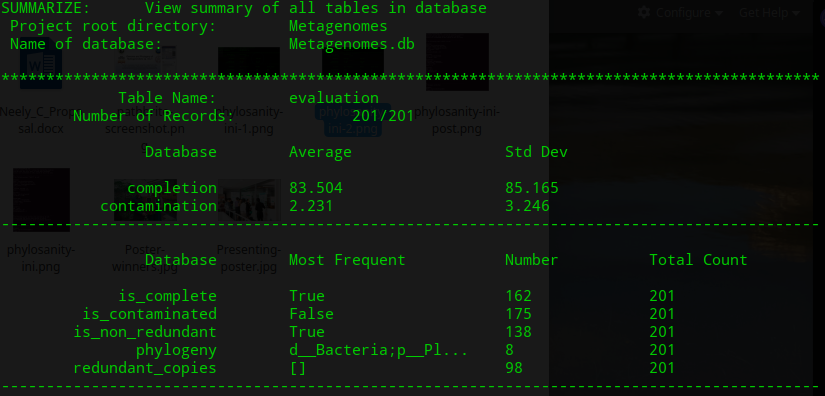 SUMMARIZE: View summary of all tables in database
Project root directory: Metagenomes
Name of database: Metagenomes.db
Configure
Get Help
*******************************************************************************************
Table Name: evaluation
Number of Records: 201/201
Neely_C_Propo
sal.docx
screenshot.pn
g
phylosanity-
ini-1.png
phylosanity-
ini-2.png
phylosanity-ini-
post.png
Database Average Std Dev
completion 83.504 85.165
contamination 2.231 3.246
-------------------------------------------------------------------------------------------
phylosanity-
ini.png
Poster-
winners.jpg
Presenting-
poster.jpg
Database Most Frequent Number Total Count
is_complete True 162 201
is_contaminated False 175 201
is_non_redundant True 138 201
phylogeny d__Bacteria;p__Pl... 8 201
redundant_copies [] 98 201
-------------------------------------------------------------------------------------------